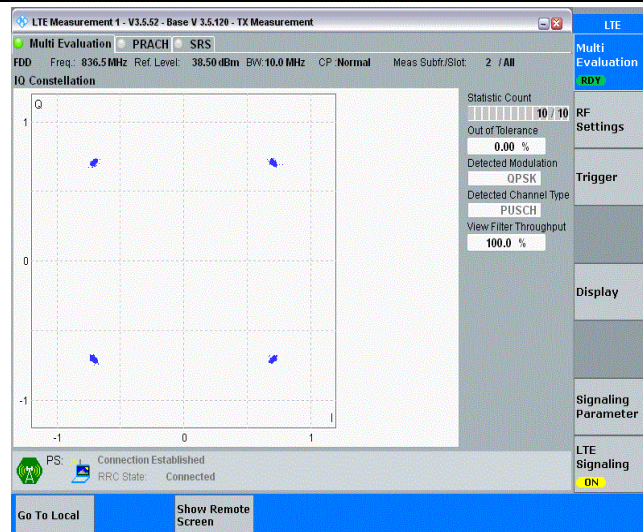 LTE Measurement 1 - V3.5.52 - Base V 3.5.120 - TX Measurement
LTE
Multi Evaluation PRACH SRS
Multi
Evaluation
RDY
FDD Freq.: 836.5 MHz Ref. Level: 38.50 dBm BW: 10.0 MHz CP :Normal Meas Subfr./Slot: 2 / All
IQ Constellation
Q
1
0
-1
-1 0 1
I
Statistic Count
10 / 10
Out of Tolerance
0.00 %
Detected Modulation
QPSK
Detected Channel Type
PUSCH
View Filter Throughput
100.0 %
RF
Settings
Trigger
Display
Signaling
Parameter
LTE
Signaling
ON
PS: Connection Established
RRC State: Connected
Go To Local
Show Remote
Screen